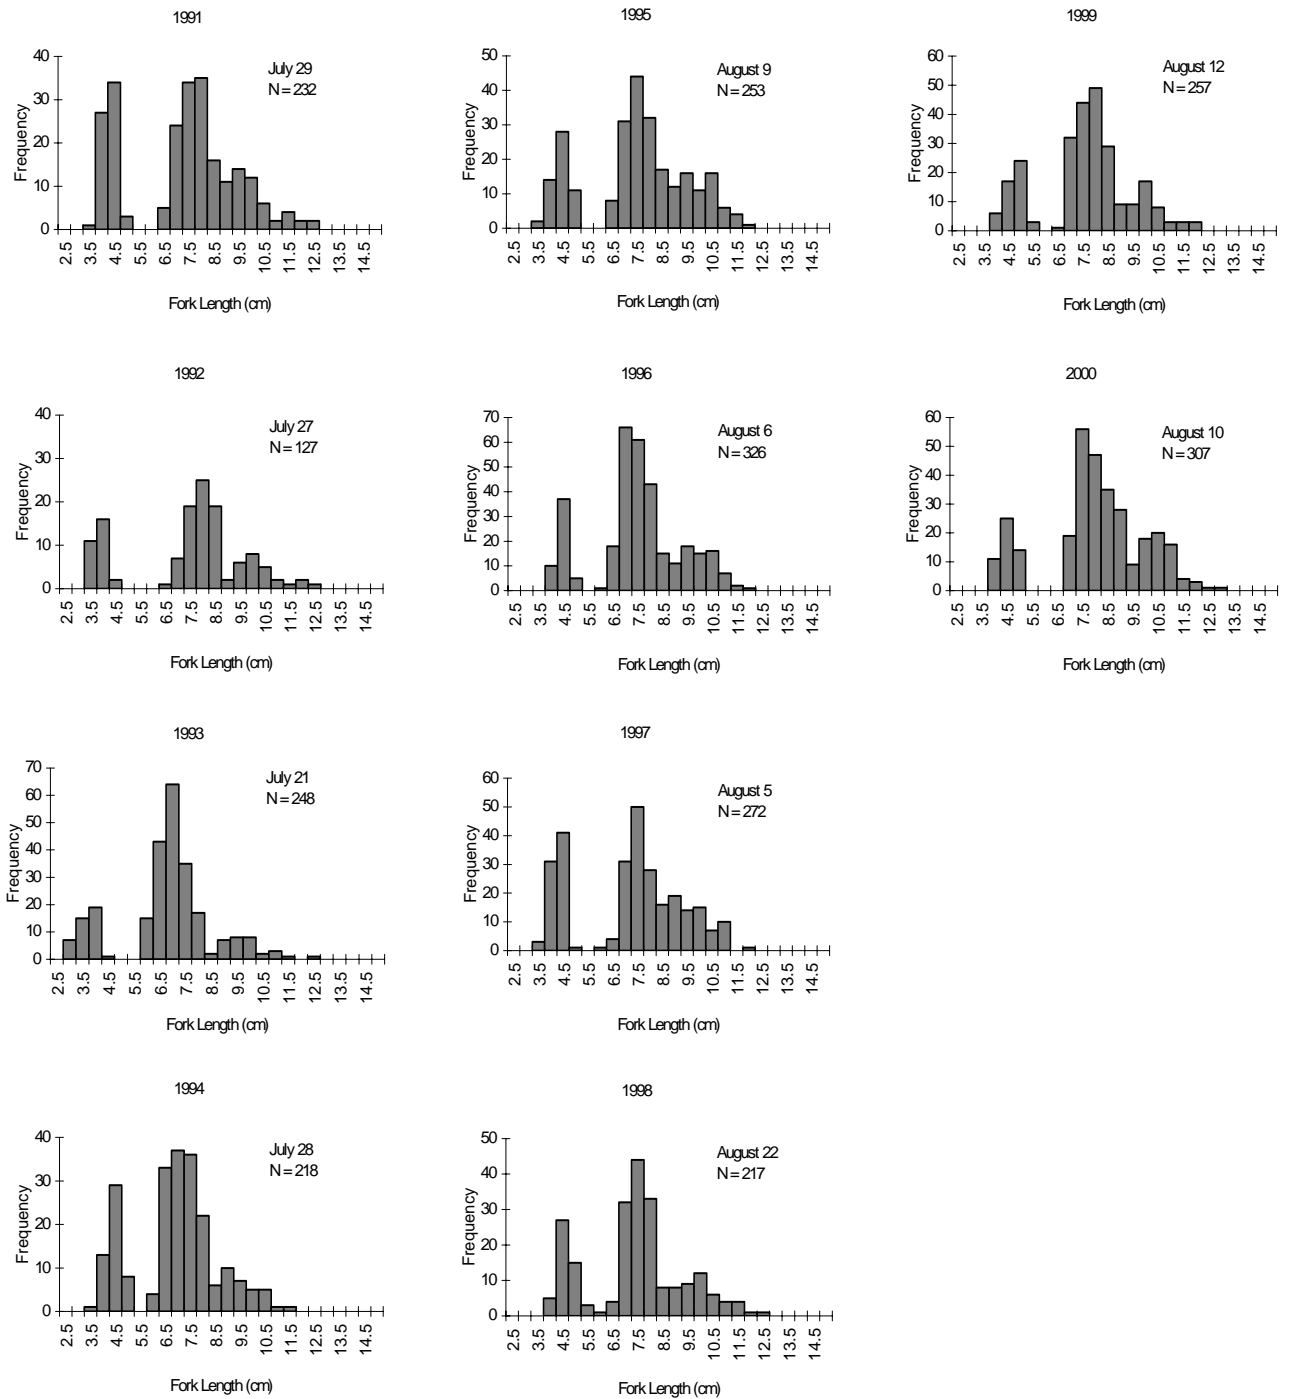 1991
July 29
N = 232
Frequency
40
30
20
10
0
2.5 3.5 4.5 5.5 6.5 7.5 8.5 9.5 10.5 11.5 12.5 13.5 14.5
Fork Length (cm)
1995
August 9
N = 253
Frequency
50
40
30
20
10
0
2.5 3.5 4.5 5.5 6.5 7.5 8.5 9.5 10.5 11.5 12.5 13.5 14.5
Fork Length (cm)
1999
August 12
N = 257
Frequency
60
50
40
30
20
10
0
2.5 3.5 4.5 5.5 6.5 7.5 8.5 9.5 10.5 11.5 12.5 13.5 14.5
Fork Length (cm)
1992
July 27
N = 127
Frequency
40
30
20
10
0
2.5 3.5 4.5 5.5 6.5 7.5 8.5 9.5 10.5 11.5 12.5 13.5 14.5
Fork Length (cm)
1996
August 6
N = 326
Frequency
70
60
50
40
30
20
10
0
2.5 3.5 4.5 5.5 6.5 7.5 8.5 9.5 10.5 11.5 12.5 13.5 14.5
Fork Length (cm)
2000
August 10
N = 307
Frequency
60
50
40
30
20
10
0
2.5 3.5 4.5 5.5 6.5 7.5 8.5 9.5 10.5 11.5 12.5 13.5 14.5
Fork Length (cm)
1993
July 21
N = 248
Frequency
70
60
50
40
30
20
10
0
2.5 3.5 4.5 5.5 6.5 7.5 8.5 9.5 10.5 11.5 12.5 13.5 14.5
Fork Length (cm)
1997
August 5
N = 272
Frequency
60
50
40
30
20
10
0
2.5 3.5 4.5 5.5 6.5 7.5 8.5 9.5 10.5 11.5 12.5 13.5 14.5
Fork Length (cm)
1994
July 28
N = 218
Frequency
40
30
20
10
0
2.5 3.5 4.5 5.5 6.5 7.5 8.5 9.5 10.5 11.5 12.5 13.5 14.5
Fork Length (cm)
1998
August 22
N = 217
Frequency
50
40
30
20
10
0
2.5 3.5 4.5 5.5 6.5 7.5 8.5 9.5 10.5 11.5 12.5 13.5 14.5
Fork Length (cm)